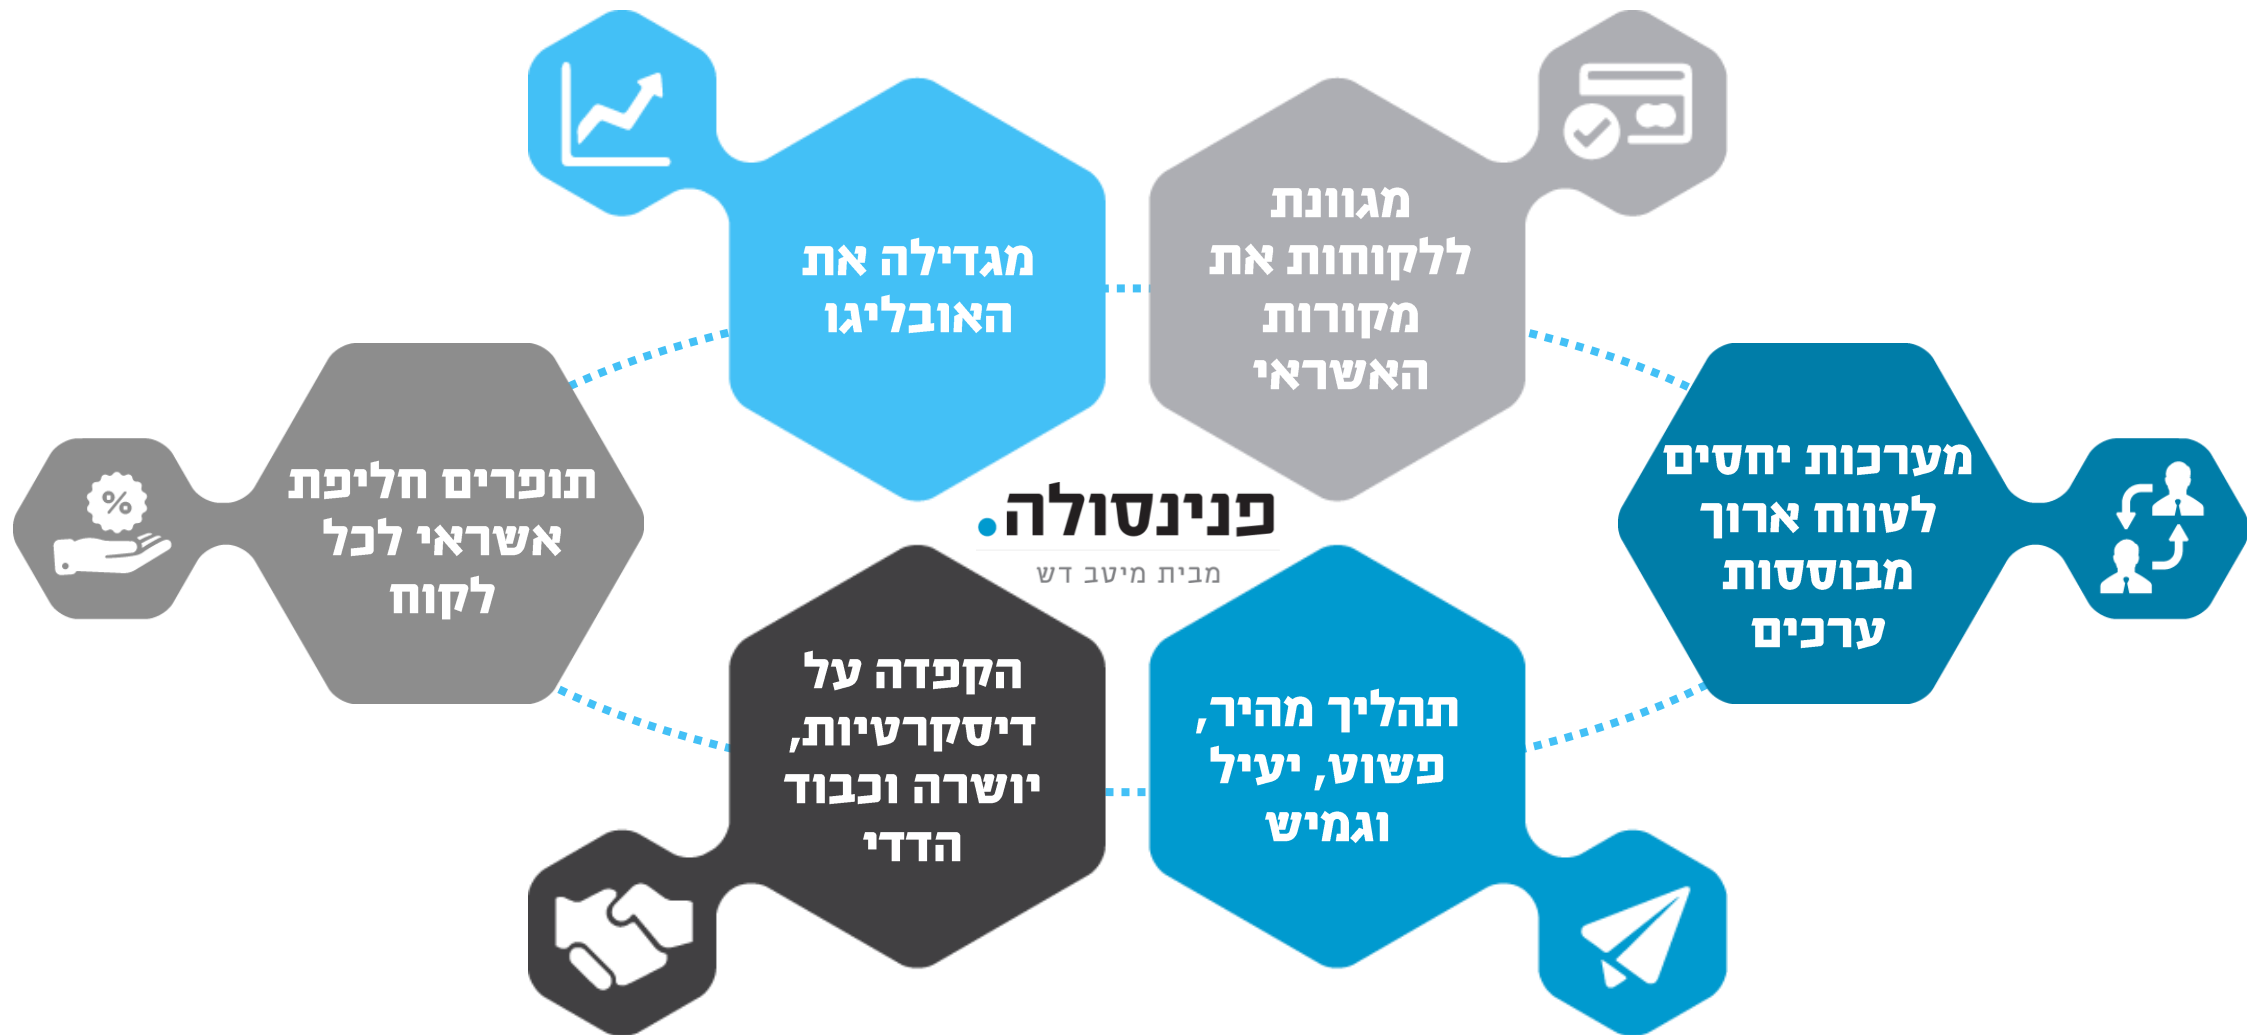 מגוונת
ללקוחות את
מקורות
האשראי
מגדילה את
האובליגו
מערכות יחסים
לטווח ארוך
מבוססות
ערכים
תופרים חליפת
אשראי לכל
לקוח
פנינסולה.
מבית מיטב דש
תהליך מהיר,
פשוט, יעיל
וגמיש
הקפדה על
דיסקרטיות,
יושרה וכבוד
הדדי
%